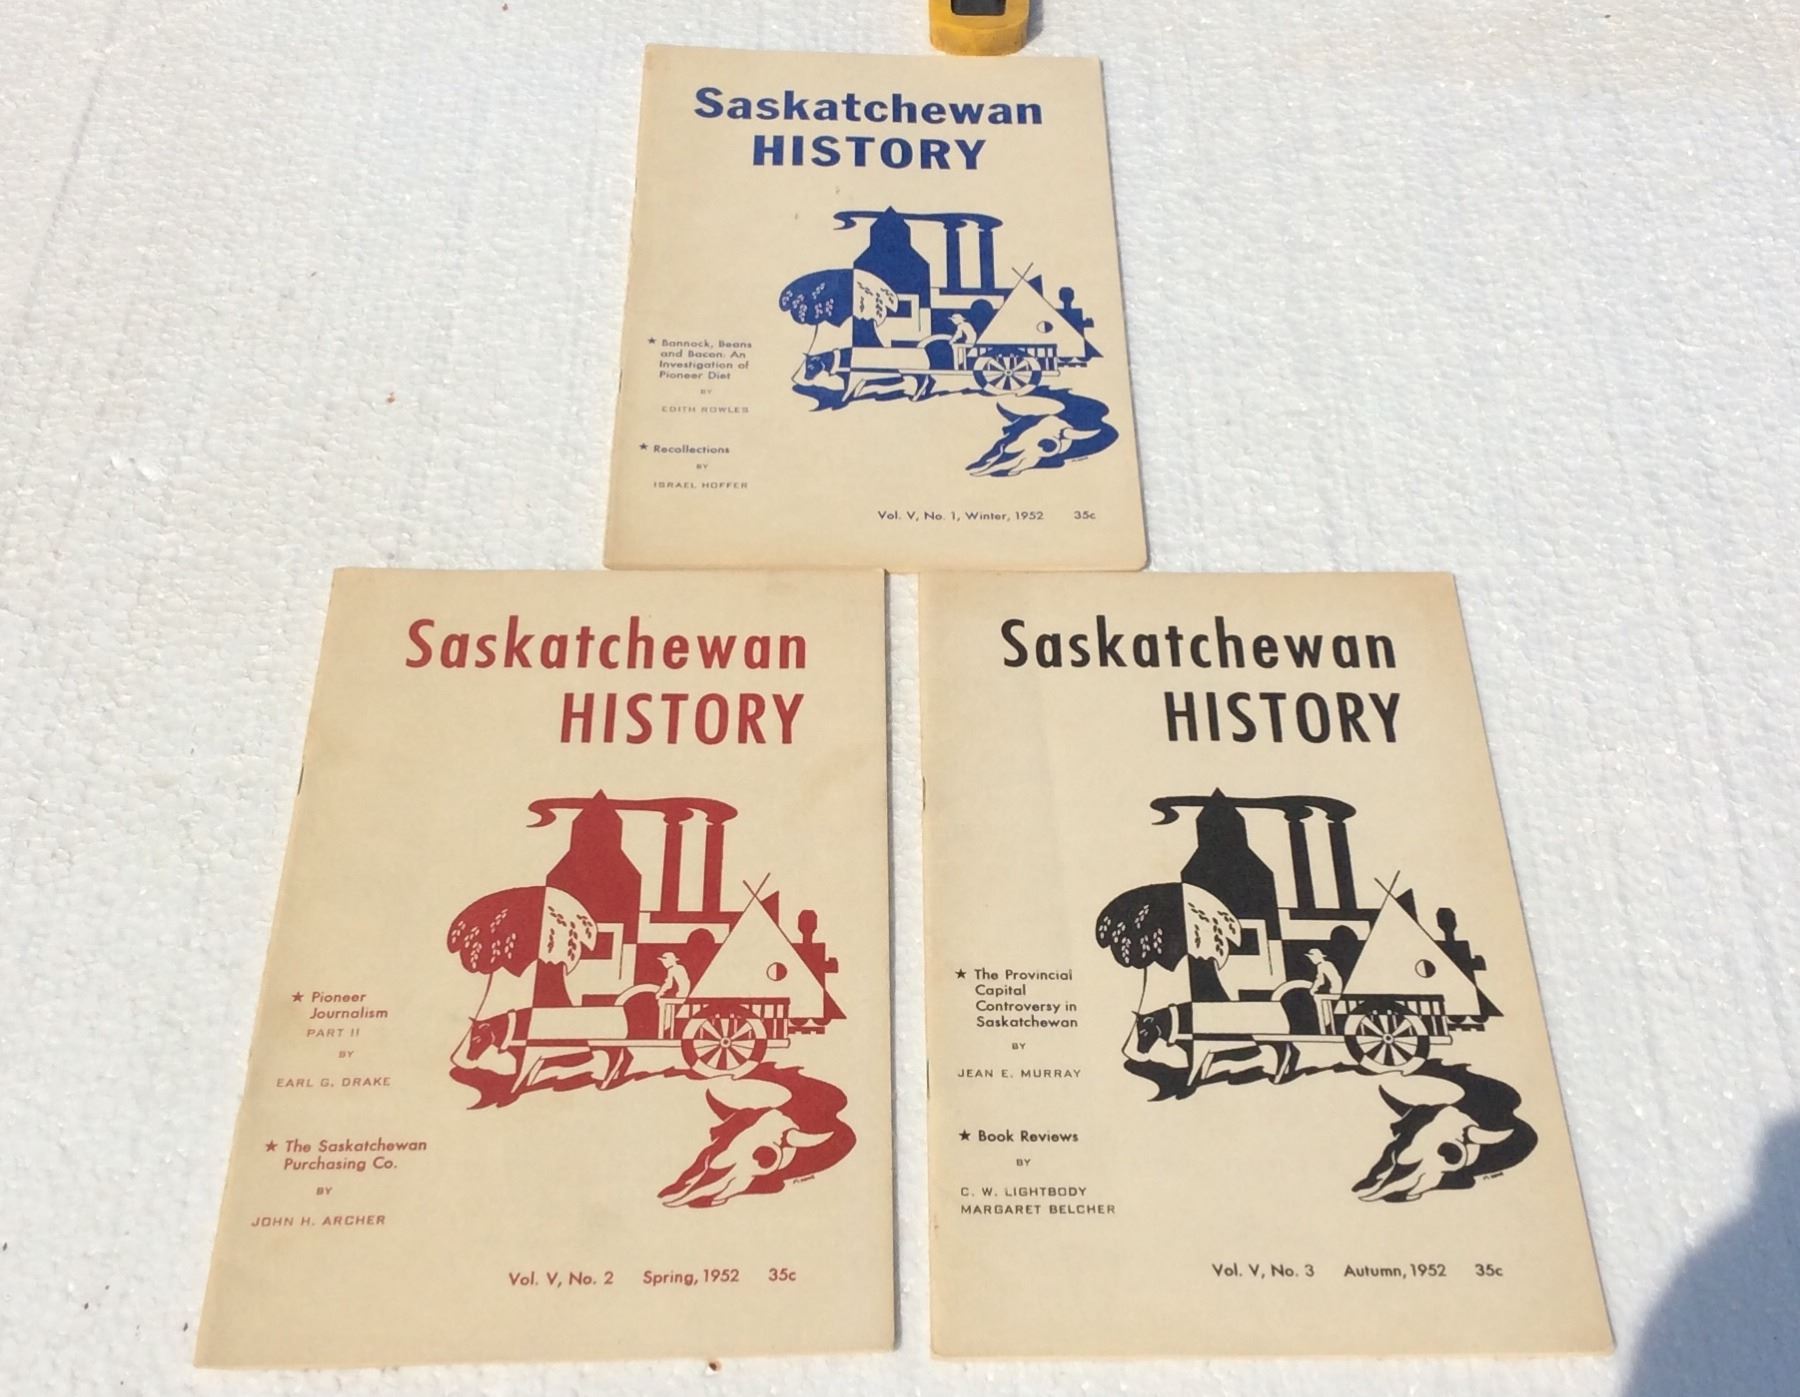 Saskatchewan
HISTORY
★ Bannock, Beans
and Bacon: An
Investigation of
Pioneer Diet
BY
EDITH ROWLES
★ Recollections
BY
ISRAEL HOFFER
Vol. V, No. 1, Winter, 1952 35c
Saskatchewan
HISTORY
★ Pioneer
Journalism
PART II
BY
EARL G. DRAKE
★ The Saskatchewan
Purchasing Co.
BY
JOHN H. ARCHER
Vol. V, No. 2 Spring, 1952 35c
Saskatchewan
HISTORY
★ The Provincial
Capital
Controversy in
Saskatchewan
BY
JEAN E. MURRAY
★ Book Reviews
BY
C. W. LIGHTBODY
MARGARET BELCHER
Vol. V, No. 3 Autumn, 1952 35c